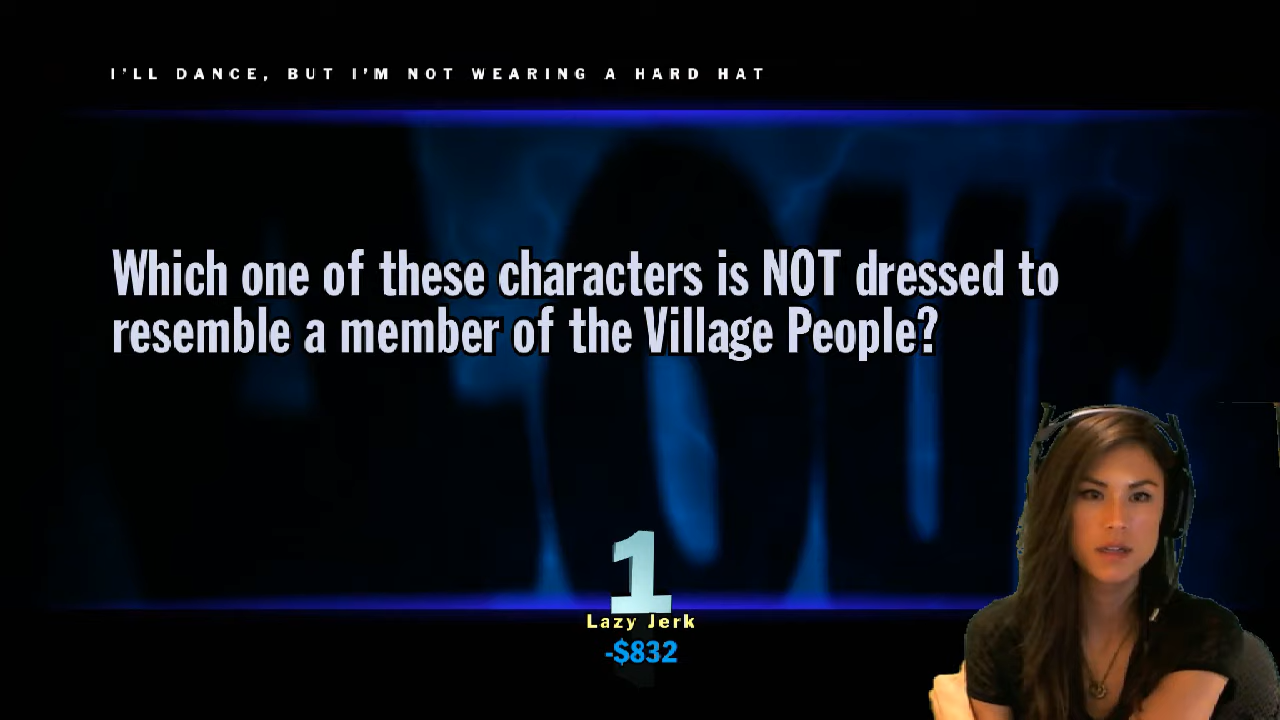 I'LL DANCE, BUT I'M NOT WEARING A HARD HAT
Which one of these characters is NOT dressed to
resemble a member of the Village People?
1
Lazy Jerk
-$832